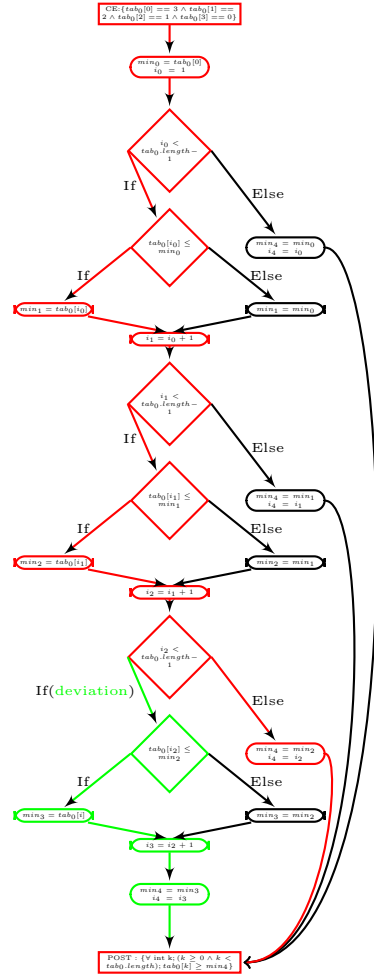 CE:{tab₀[0] == 3 ∧ tab₀[1] ==
2 ∧ tab₀[2] == 1 ∧ tab₀[3] == 0}
min₀ = tab₀[0]
i₀ = 1
i₀ <
tab₀.length−
1
If
Else
tab₀[i₀] ≤
min₀
min₄ = min₀
i₄ = i₀
If
Else
min₁ = tab₀[i₀]
min₁ = min₀
i₁ = i₀ + 1
i₁ <
tab₀.length−
1
If
Else
tab₀[i₁] ≤
min₁
min₄ = min₁
i₄ = i₁
If
Else
min₂ = tab₀[i₁]
min₂ = min₁
i₂ = i₁ + 1
i₂ <
tab₀.length−
1
If(deviation)
Else
tab₀[i₂] ≤
min₂
min₄ = min₂
i₄ = i₂
If
Else
min₃ = tab₀[i]
min₃ = min₂
i₃ = i₂ + 1
min₄ = min₃
i₄ = i₃
POST : {∀ int k; (k ≥ 0 ∧ k <
tab₀.length); tab₀[k] ≥ min₄}